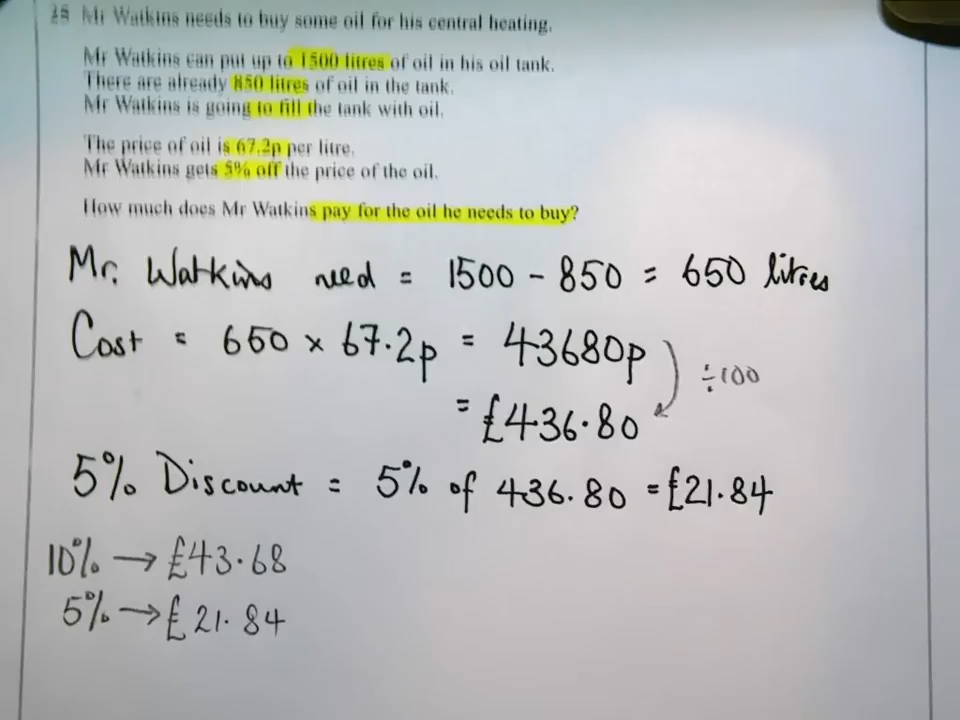 25 Mr Watkins needs to buy some oil for his central heating.
Mr Watkins can put up to 1500 litres of oil in his oil tank.
There are already 850 litres of oil in the tank.
Mr Watkins is going to fill the tank with oil.
The price of oil is 67.2p per litre.
Mr Watkins gets 5% off the price of the oil.
How much does Mr Watkins pay for the oil he needs to buy?
Mr. Watkins need = 1500 - 850 = 650 litres
Cost = 650 × 67.2p = 43680p
÷100
= £436.80
5% Discount = 5% of 436.80 = £21.84
10% → £43.68
5% → £21.84